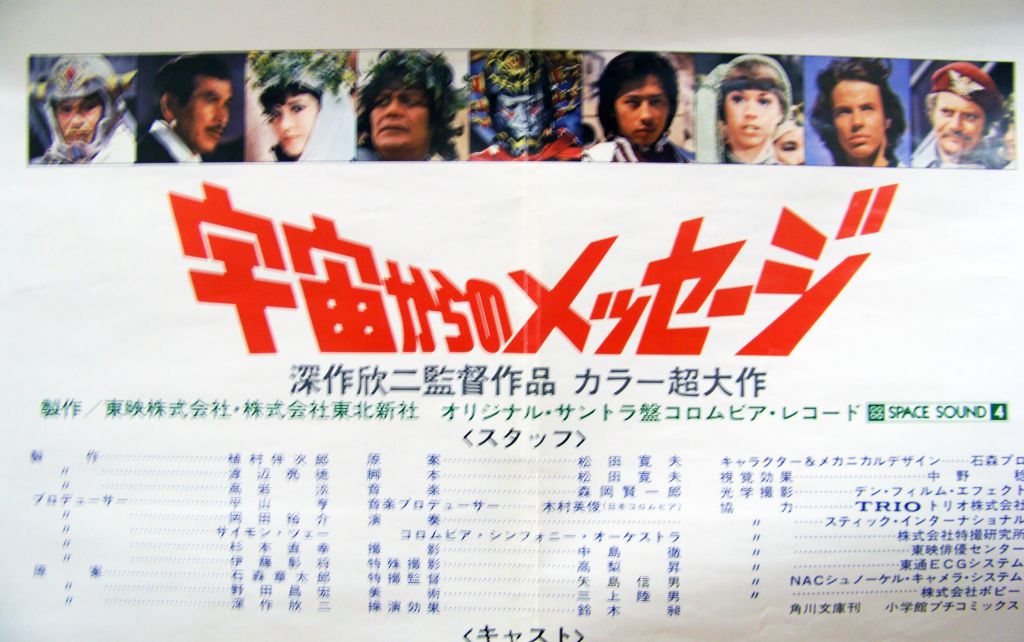 宇宙からのメッセージ
深作欣二監督作品 カラー超大作
製作／東映株式会社・株式会社東北新社 オリジナル・サントラ盤コロムビア・レコード SPACE SOUND 4
〈スタッフ〉
製作……植村伴次郎 原案……松田寛夫 キャラクター&メカニカルデザイン……石森プロ
〃……渡辺亮徳 脚本……松田寛夫 視覚効果……中野稔
〃……高岩淡 音楽……森岡賢一郎 光学撮影……デン・フィルム・エフェクト
プロデューサー……平山亨 音楽プロデューサー……木村英俊(日本コロムビア) 協力……TRIO トリオ株式会社
〃……岡田裕介 演奏…… 〃……スティック・インターナショナル
〃……サイモン・ツェー コロムビア・シンフォニー・オーケストラ 〃……株式会社特撮研究所
〃……杉本直幸 撮影……中島徹 〃……東映俳優センター
〃……伊藤彰将 特殊撮影……高梨昇 〃……東通ECGシステム
原案……石森章太郎 特撮監督……矢島信男 〃 NACシュノーケル・キャメラ・システム
〃……野田昌宏 美術……三上陸男 〃……株式会社ポピー
〃……深作欣二 操演効果……鈴木昶 角川文庫刊 小学館プチコミックス
〈キャスト〉